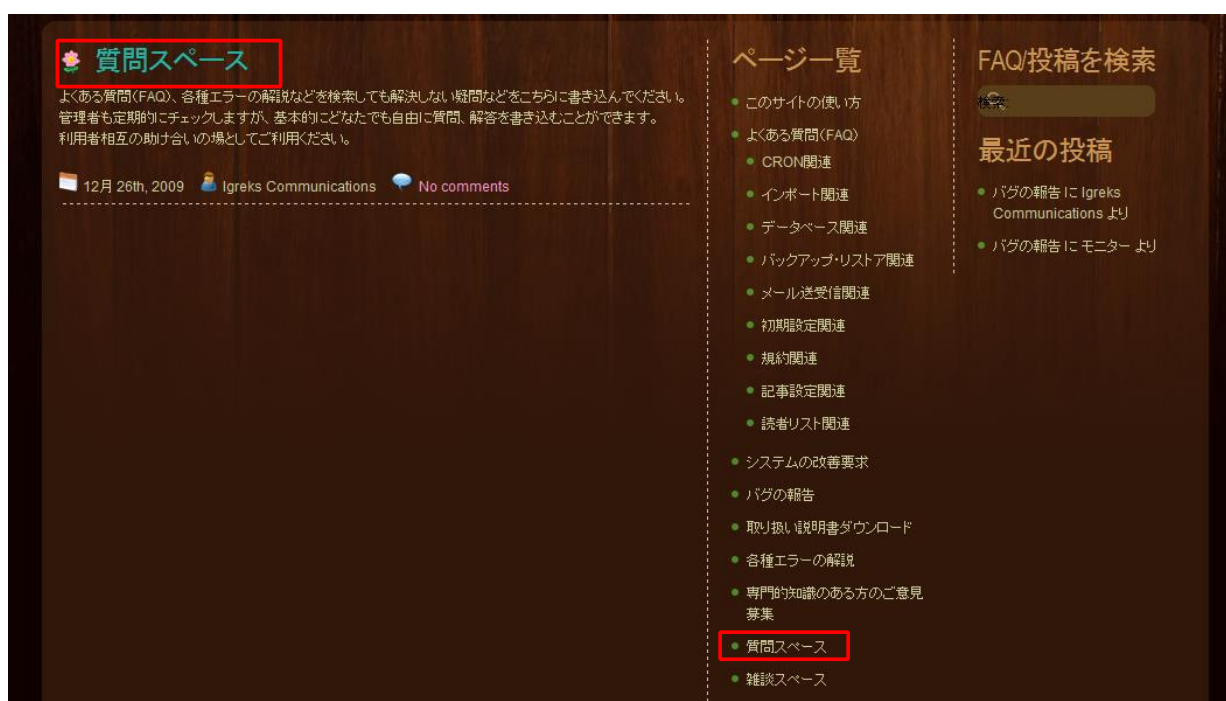 質問スペース
よくある質問(FAQ)、各種エラーの解説などを検索しても解決しない疑問などをこちらに書き込んでください。
管理者も定期的にチェックしますが、基本的にどなたでも自由に質問、解答を書き込むことができます。
利用者相互の助け合いの場としてご利用ください。
12月 26th, 2009 Igreks Communications No comments
ページ一覧
このサイトの使い方
よくある質問(FAQ)
CRON関連
インポート関連
データベース関連
バックアップ・リストア関連
メール送受信関連
初期設定関連
規約関連
記事設定関連
読者リスト関連
システムの改善要求
バグの報告
取り扱い説明書ダウンロード
各種エラーの解説
専門的知識のある方のご意見
募集
質問スペース
雑談スペース
FAQ/投稿を検索
検索:
最近の投稿
バグの報告 に Igreks
Communications より
バグの報告 に モニター より